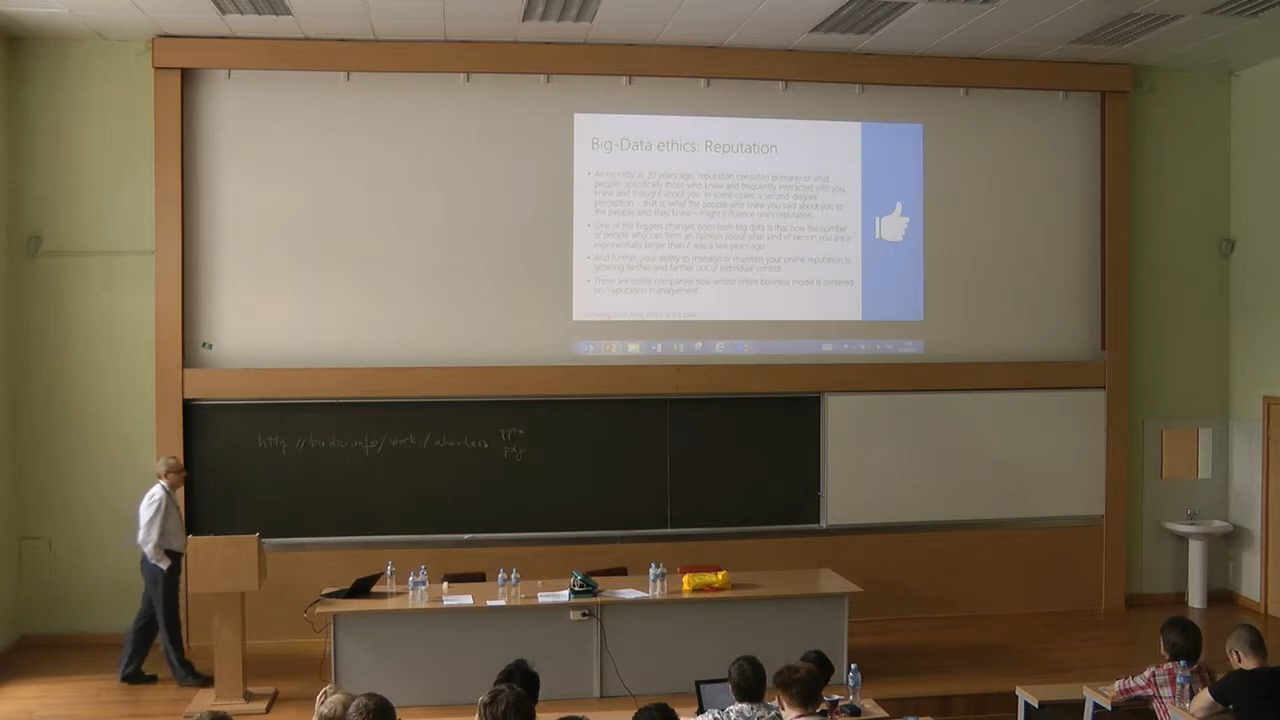 Big-Data ethics: Reputation
• As recently as 20 years ago, reputation consisted primarily of what
people, specifically those who knew and frequently interacted with you,
knew and thought about you. In some cases, a second-degree
perception – that is, what the people who knew you said about you to
the people who they knew – might influence one's reputation.
• One of the biggest changes born from big data is that now the number
of people who can form an opinion about what kind of person you are is
exponentially larger than it was a few years ago.
• And further, your ability to manage or maintain your online reputation is
growing farther and farther out of individual control.
• There are entire companies now whose entire business model is centered
on "reputation management".
pptx
http://
/work/
pdf